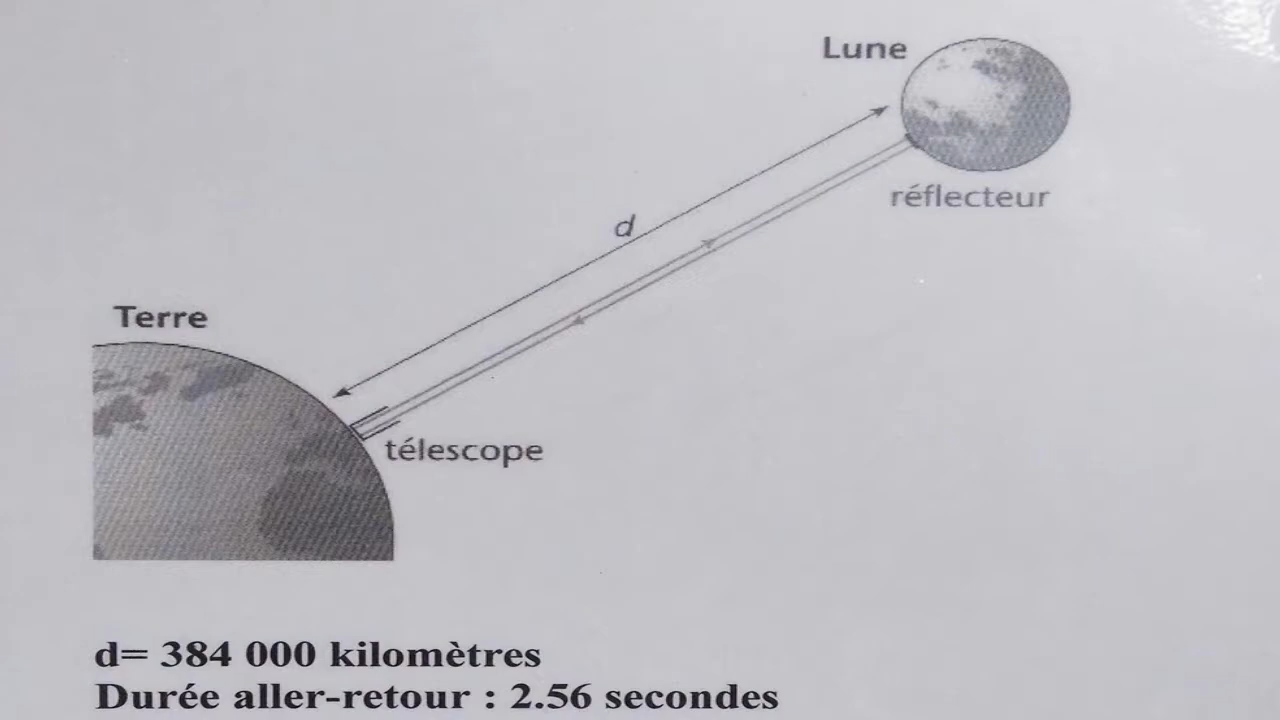 Lune
réflecteur
d
Terre
télescope
d= 384 000 kilomètres
Durée aller-retour : 2.56 secondes